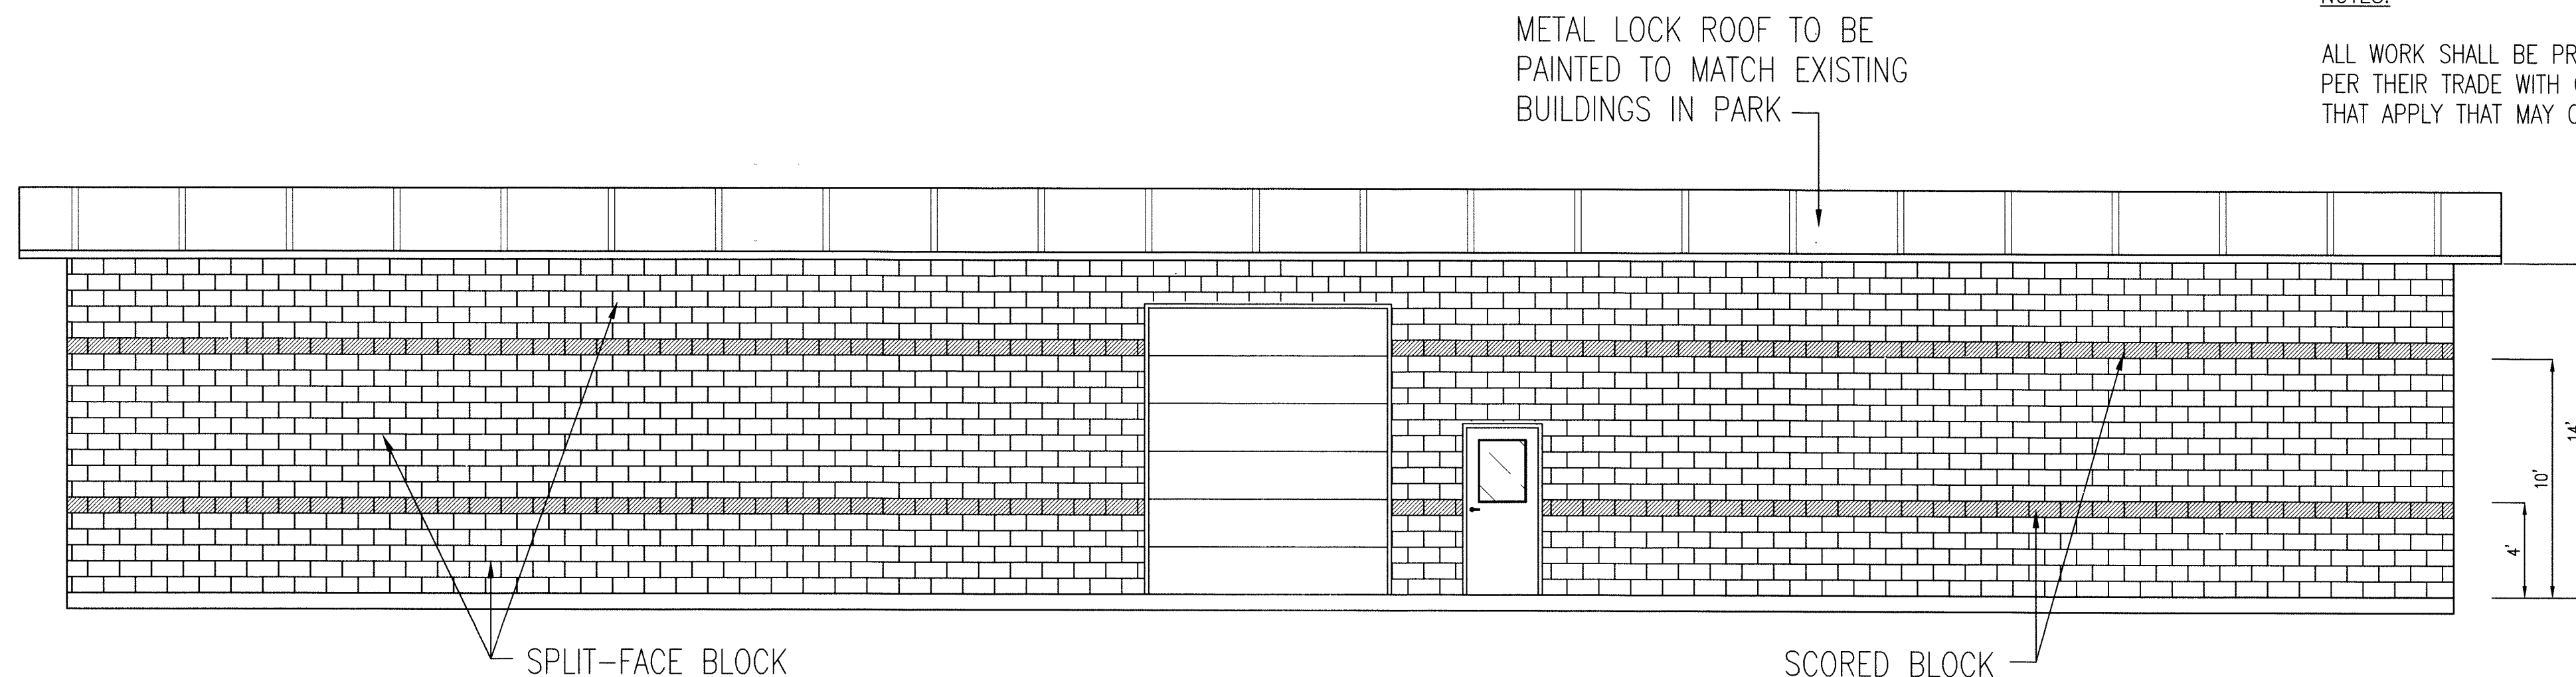 NOTES:
METAL LOCK ROOF TO BE
PAINTED TO MATCH EXISTING
BUILDINGS IN PARK
ALL WORK SHALL BE
PER THEIR TRADE WITH
THAT APPLY THAT MAY
14'
10'
4'
SPLIT-FACE BLOCK
SCORED BLOCK